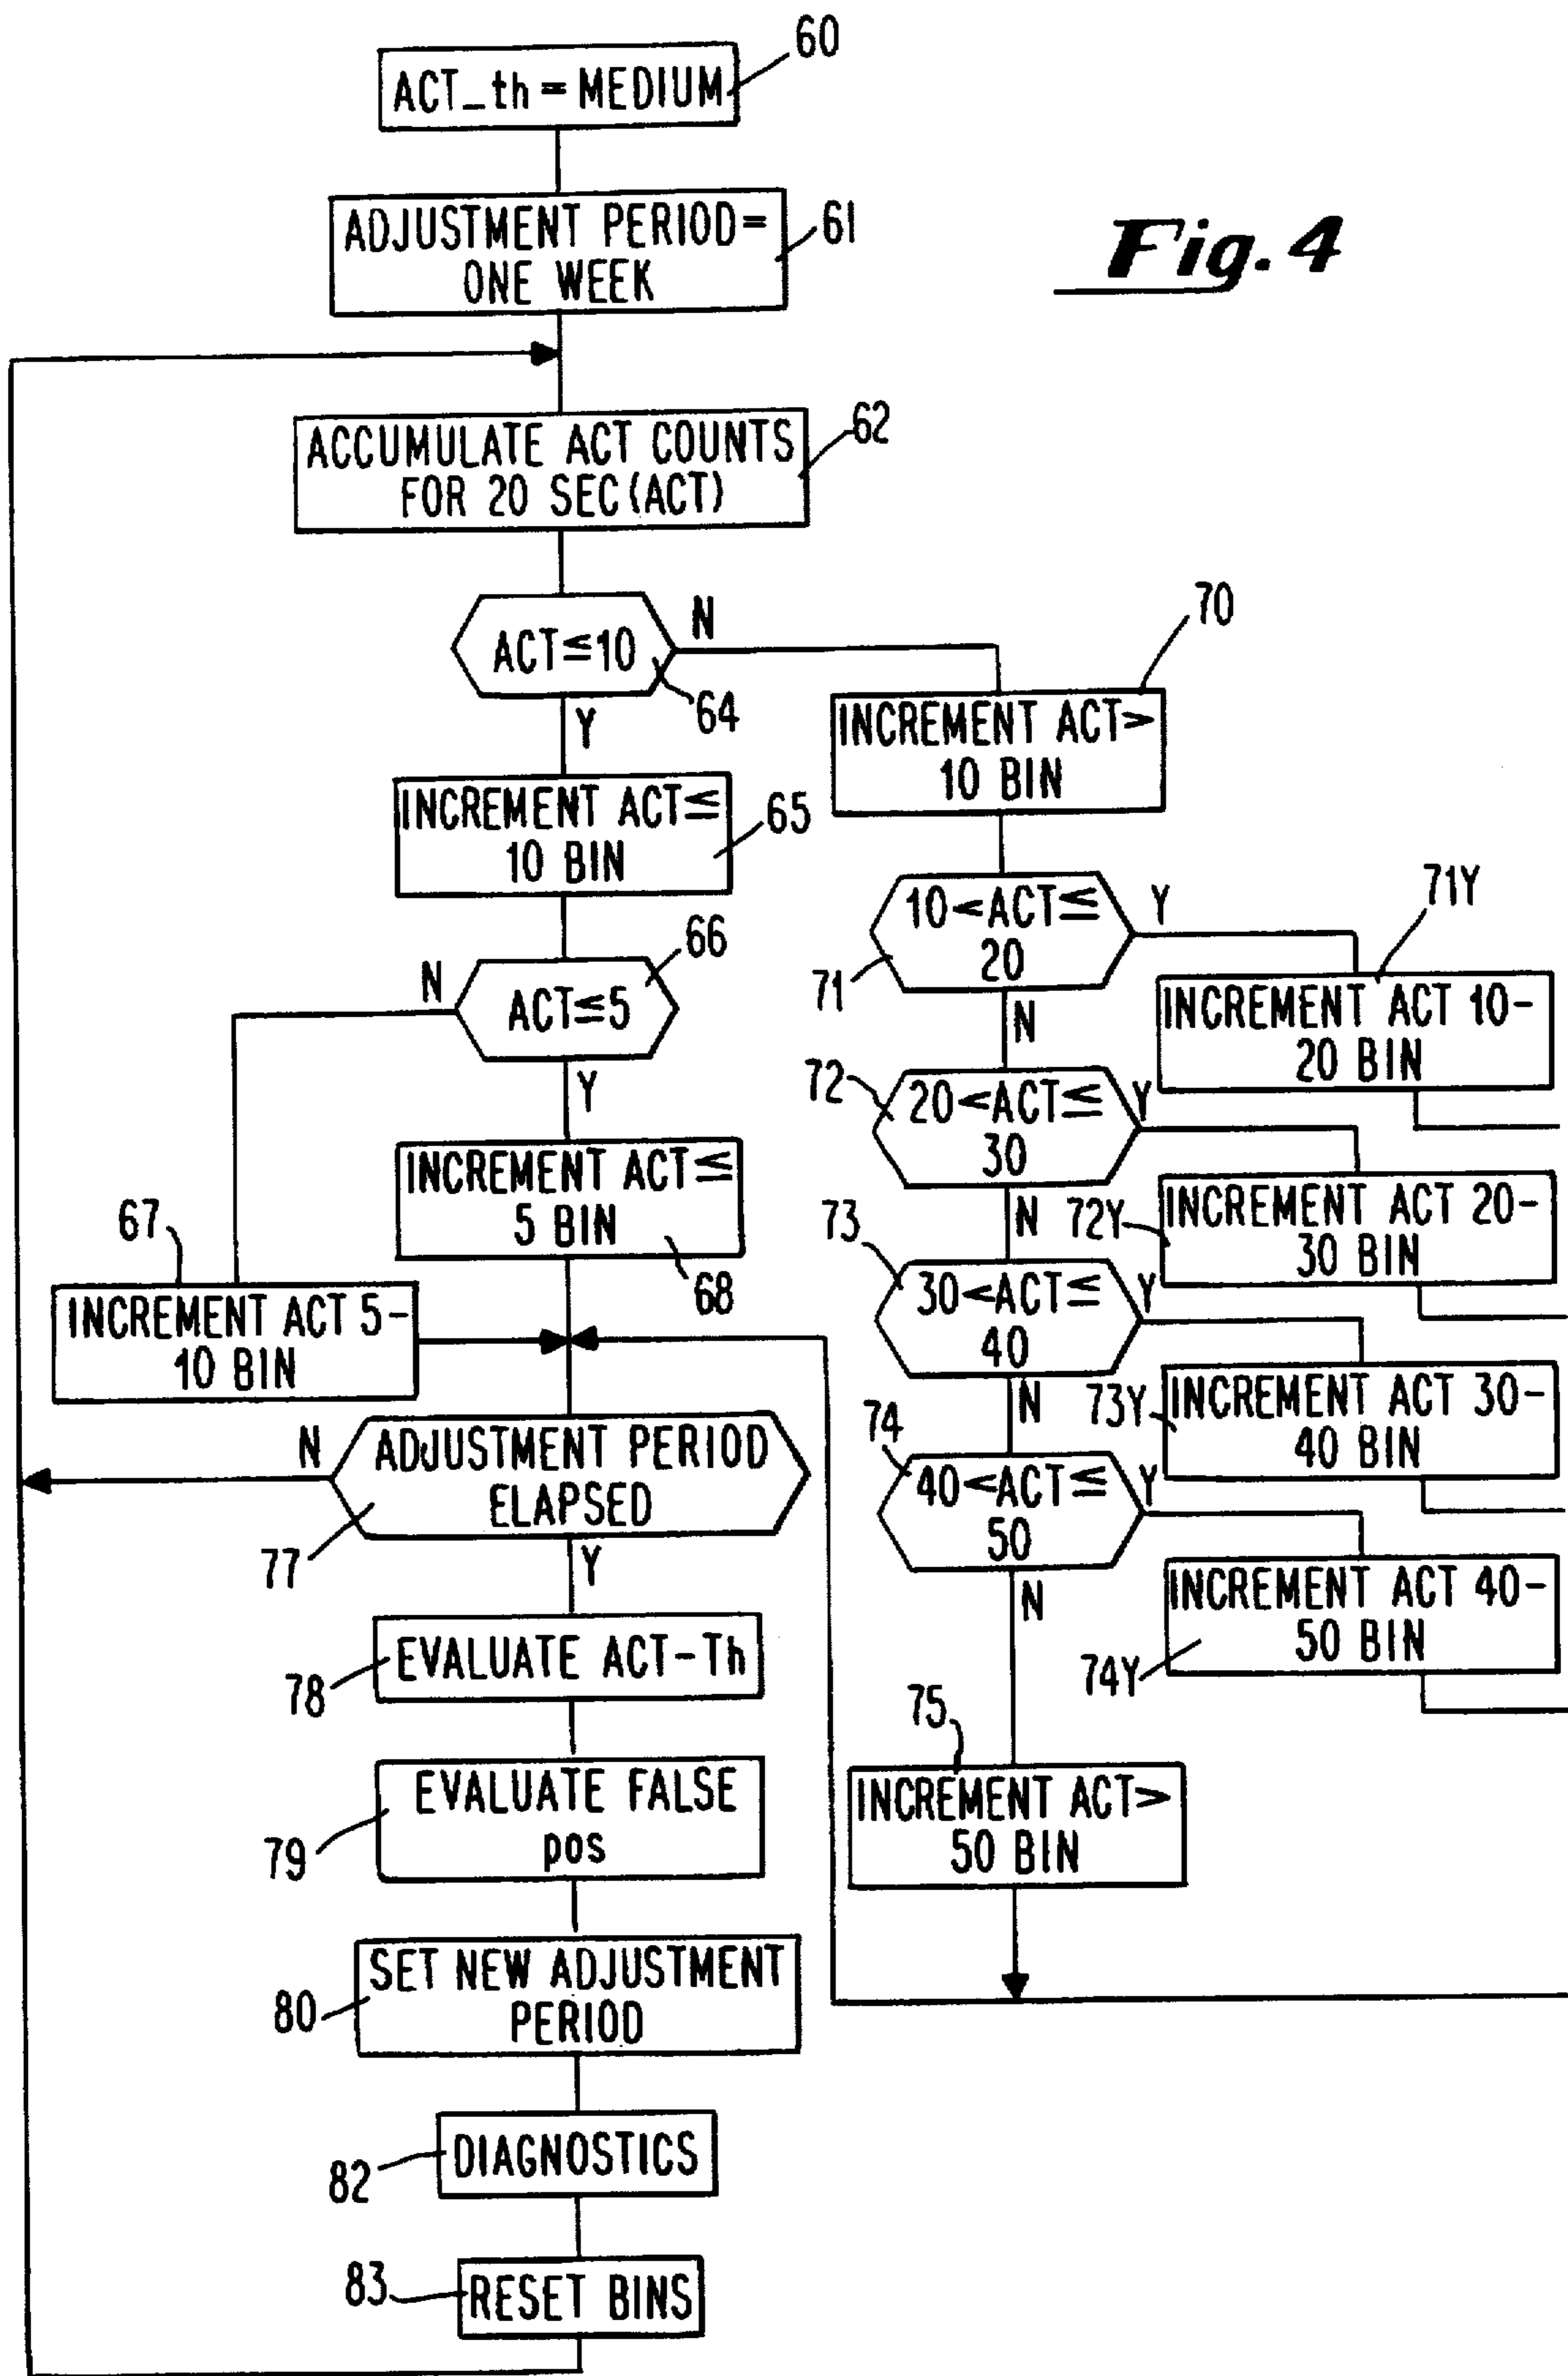 60
ACT_th = MEDIUM
ADJUSTMENT PERIOD=
ONE WEEK
61
Fig. 4
ACCUMULATE ACT COUNTS
FOR 20 SEC (ACT)
62
ACT≤10
N
64
Y
70
INCREMENT ACT>
10 BIN
INCREMENT ACT≤
10 BIN
65
10<ACT≤
20
71
Y
N
71Y
INCREMENT ACT 10-
20 BIN
66
ACT≤5
N
Y
72
20<ACT≤
30
Y
N
72Y
INCREMENT ACT 20-
30 BIN
INCREMENT ACT≤
5 BIN
68
67
INCREMENT ACT 5-
10 BIN
73
30<ACT≤
40
Y
N
73Y
INCREMENT ACT 30-
40 BIN
74
40<ACT≤
50
Y
N
74Y
INCREMENT ACT 40-
50 BIN
N
ADJUSTMENT PERIOD
ELAPSED
77
Y
EVALUATE ACT-Th
78
75
INCREMENT ACT>
50 BIN
EVALUATE FALSE
pos
79
SET NEW ADJUSTMENT
PERIOD
80
DIAGNOSTICS
82
83
RESET BINS